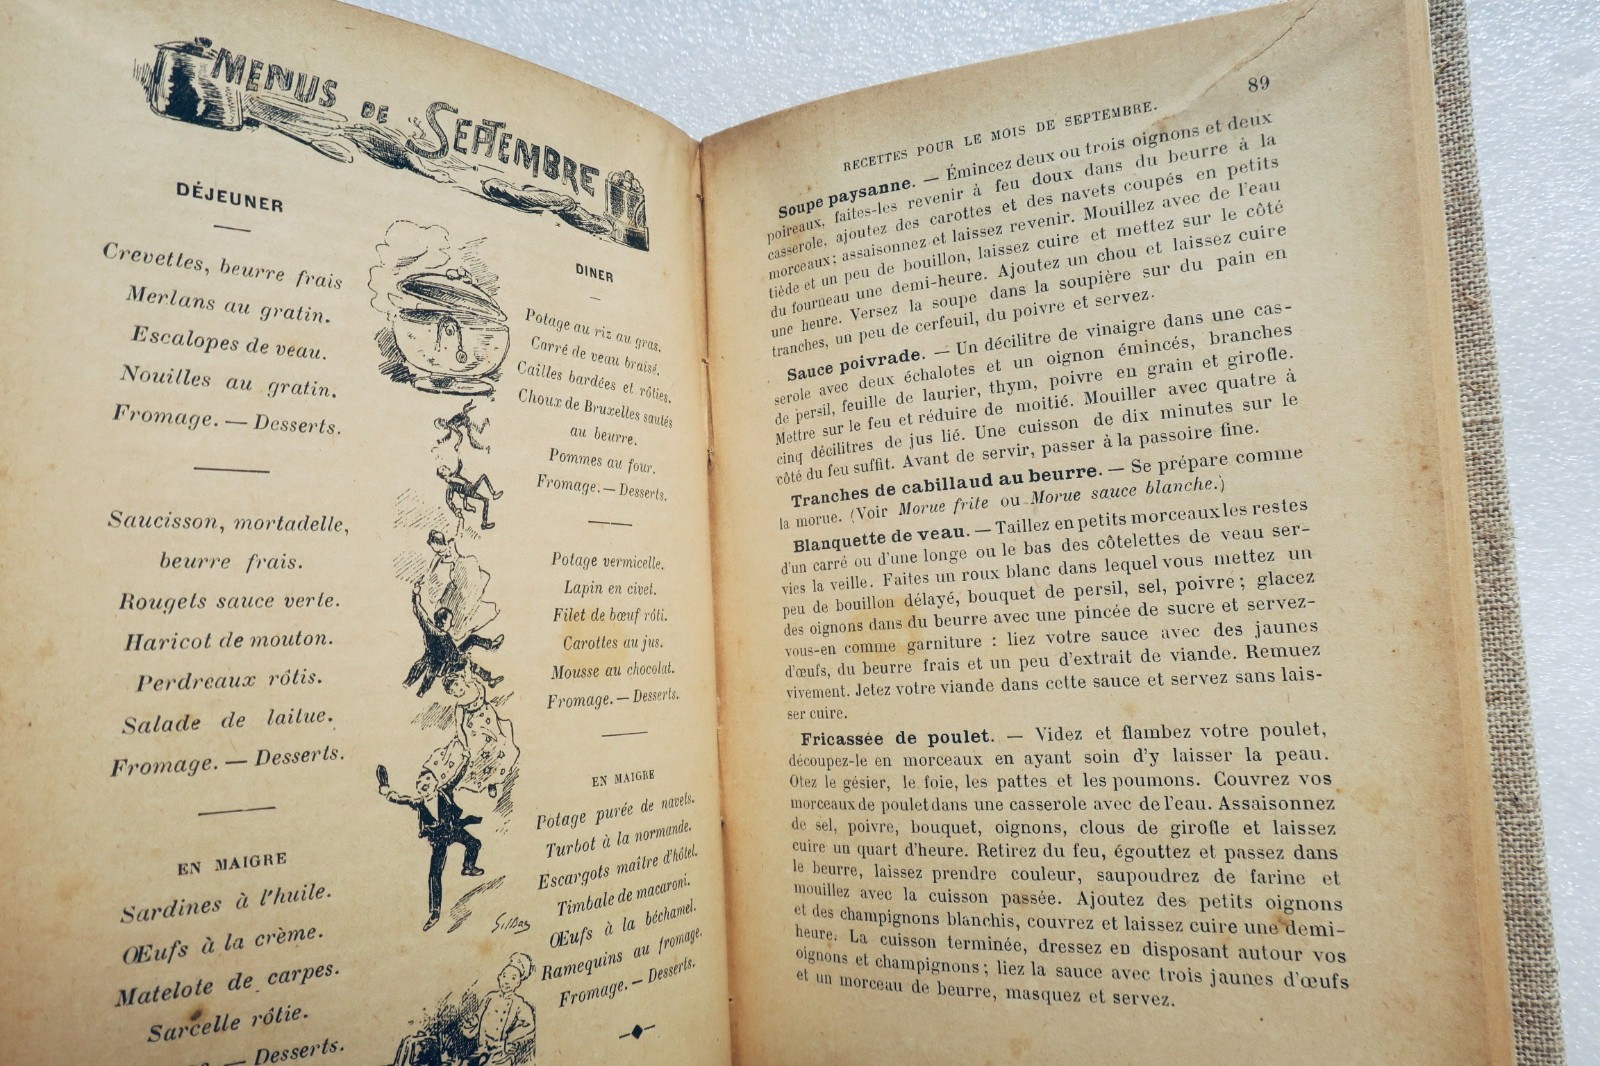 MENUS DE SEPTEMBRE
DÉJEUNER
Crevettes, beurre frais
Merlans au gratin.
Escalopes de veau.
Nouilles au gratin.
Fromage. — Desserts.
Saucisson, mortadelle,
beurre frais.
Rougets sauce verte.
Haricot de mouton.
Perdreaux rôtis.
Salade de laitue.
Fromage. — Desserts.
EN MAIGRE
Sardines à l'huile.
Œufs à la crème.
Matelote de carpes.
Sarcelle rôtie.
— Desserts.
DINER
Potage au riz au gras.
Carré de veau braisé.
Cailles bardées et rôties.
Choux de Bruxelles sautés
au beurre.
Pommes au four.
Fromage. — Desserts.
Potage vermicelle.
Lapin en civet.
Filet de bœuf rôti.
Carottes au jus.
Mousse au chocolat.
Fromage. — Desserts.
EN MAIGRE
Potage purée de navets.
Turbot à la normande.
Escargots maître d'hôtel.
Timbale de macaroni.
Œufs à la béchamel.
Ramequins au fromage.
Fromage. — Desserts.
89
RECETTES POUR LE MOIS DE SEPTEMBRE.
Soupe paysanne. — Émincez deux ou trois oignons et deux
poireaux, faites-les revenir à feu doux dans du beurre à la
casserole, ajoutez des carottes et des navets coupés en petits
morceaux; assaisonnez et laissez revenir. Mouillez avec de l'eau
tiède et un peu de bouillon, laissez cuire et mettez sur le côté
du fourneau une demi-heure. Ajoutez un chou et laissez cuire
une heure. Versez la soupe dans la soupière sur du pain en
tranches, un peu de cerfeuil, du poivre et servez.
Sauce poivrade. — Un décilitre de vinaigre dans une cas-
serole avec deux échalotes et un oignon émincés, branches
de persil, feuille de laurier, thym, poivre en grain et girofle.
Mettre sur le feu et réduire de moitié. Mouiller avec quatre à
cinq décilitres de jus lié. Une cuisson de dix minutes sur le
côté du feu suffit. Avant de servir, passer à la passoire fine.
Tranches de cabillaud au beurre. — Se prépare comme
la morue. (Voir Morue frite ou Morue sauce blanche.)
Blanquette de veau. — Taillez en petits morceaux les restes
d'un carré ou d'une longe ou le bas des côtelettes de veau ser-
vies la veille. Faites un roux blanc dans lequel vous mettez un
peu de bouillon délayé, bouquet de persil, sel, poivre; glacez
des oignons dans du beurre avec une pincée de sucre et servez-
vous-en comme garniture : liez votre sauce avec des jaunes
d'œufs, du beurre frais et un peu d'extrait de viande. Remuez
vivement. Jetez votre viande dans cette sauce et servez sans lais-
ser cuire.
Fricassée de poulet. — Videz et flambez votre poulet,
découpez-le en morceaux en ayant soin d'y laisser la peau.
Otez le gésier, le foie, les pattes et les poumons. Couvrez vos
morceaux de poulet dans une casserole avec de l'eau. Assaisonnez
de sel, poivre, bouquet, oignons, clous de girofle et laissez
cuire un quart d'heure. Retirez du feu, égouttez et passez dans
le beurre, laissez prendre couleur, saupoudrez de farine et
mouillez avec la cuisson passée. Ajoutez des petits oignons
et des champignons blanchis, couvrez et laissez cuire une demi-
heure. La cuisson terminée, dressez en disposant autour vos
oignons et champignons; liez la sauce avec trois jaunes d'œufs
et un morceau de beurre, masquez et servez.